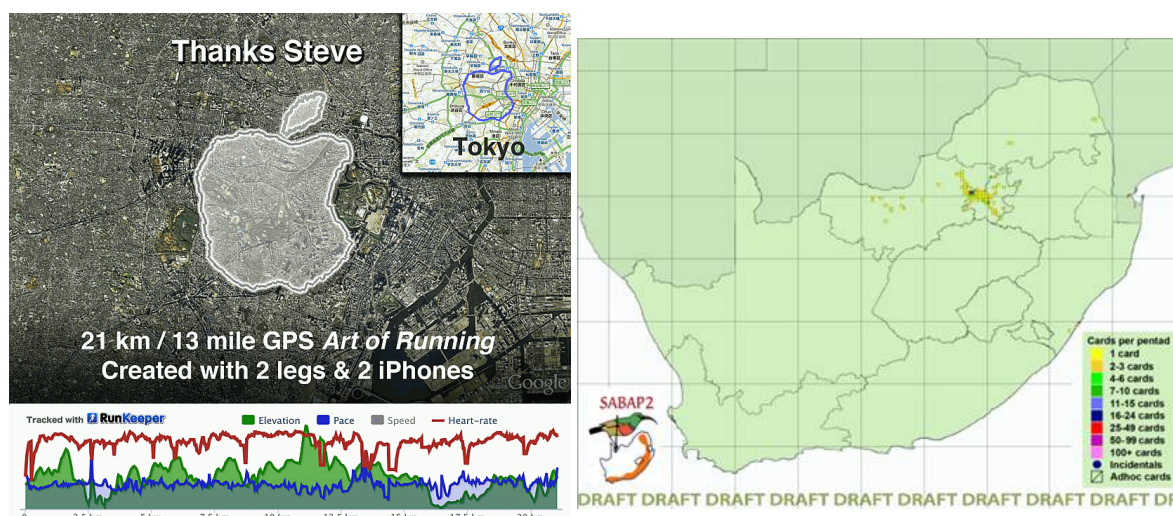 Thanks Steve
Tokyo
21 km / 13 mile GPS Art of Running
Created with 2 legs & 2 iPhones
Google
Tracked with RunKeeper
Elevation
Pace
Speed
Heart-rate
SABAP2
Cards per pentad
1 card
2-3 cards
4-6 cards
7-10 cards
11-15 cards
16-24 cards
25-49 cards
50-99 cards
100+ cards
Incidentals
Adhoc cards
DRAFT DRAFT DRAFT DRAFT DRAFT DRAFT DRAFT DRAFT DRAFT DR